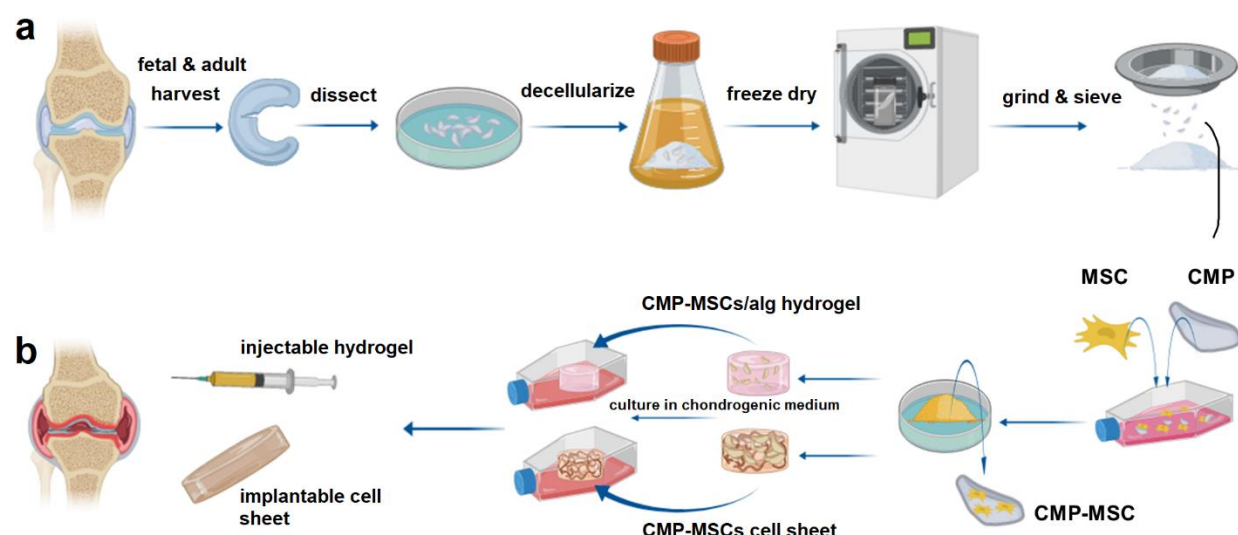 a
fetal & adult
harvest
dissect
decellularize
freeze dry
grind & sieve
b
injectable hydrogel
implantable cell
sheet
CMP-MSCs/alg hydrogel
culture in chondrogenic medium
CMP-MSCs cell sheet
MSC
CMP
CMP-MSC